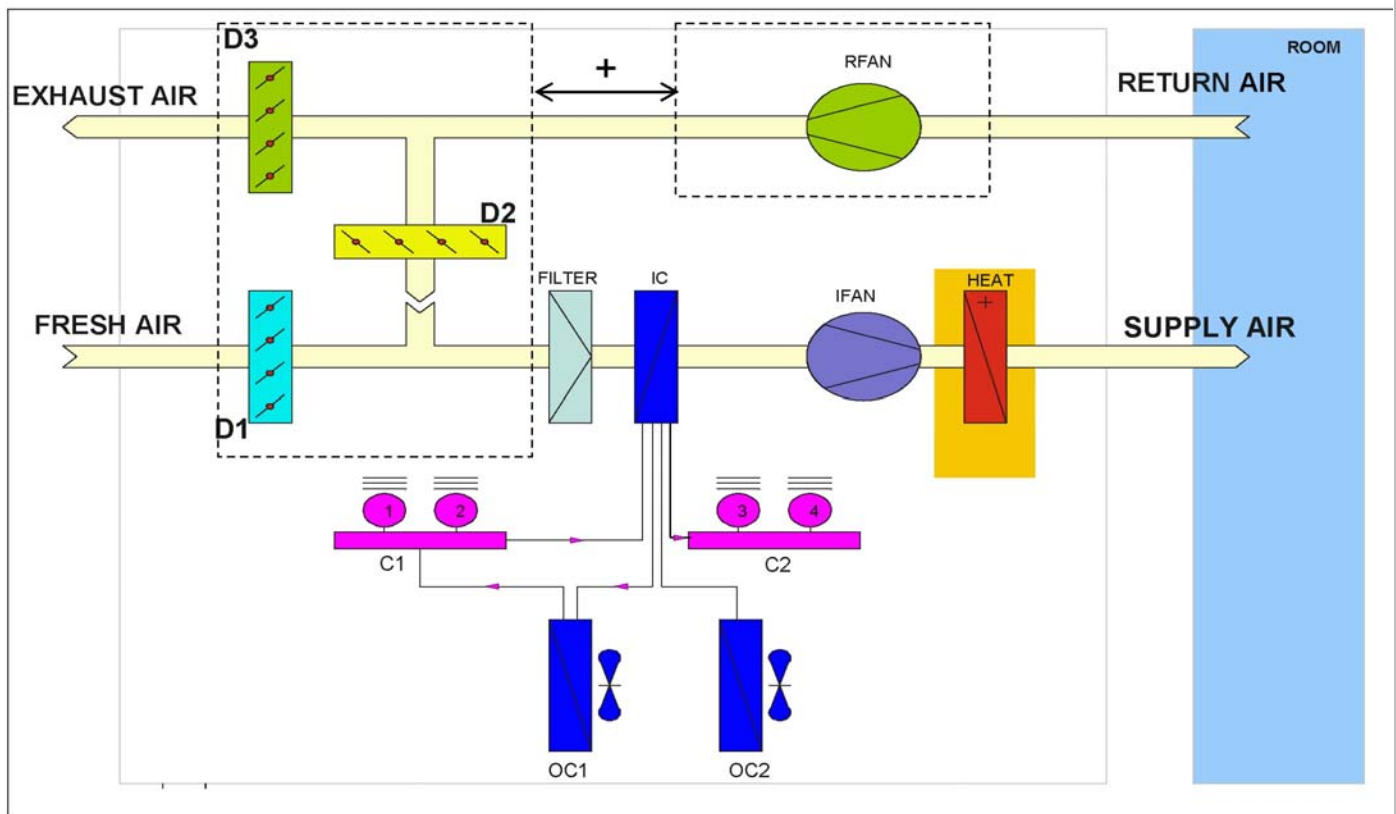 D3
+
RFAN
ROOM
EXHAUST AIR
RETURN AIR
D2
FILTER
IC
IFAN
HEAT
+
FRESH AIR
SUPPLY AIR
D1
1
2
3
4
C1
C2
OC1
OC2